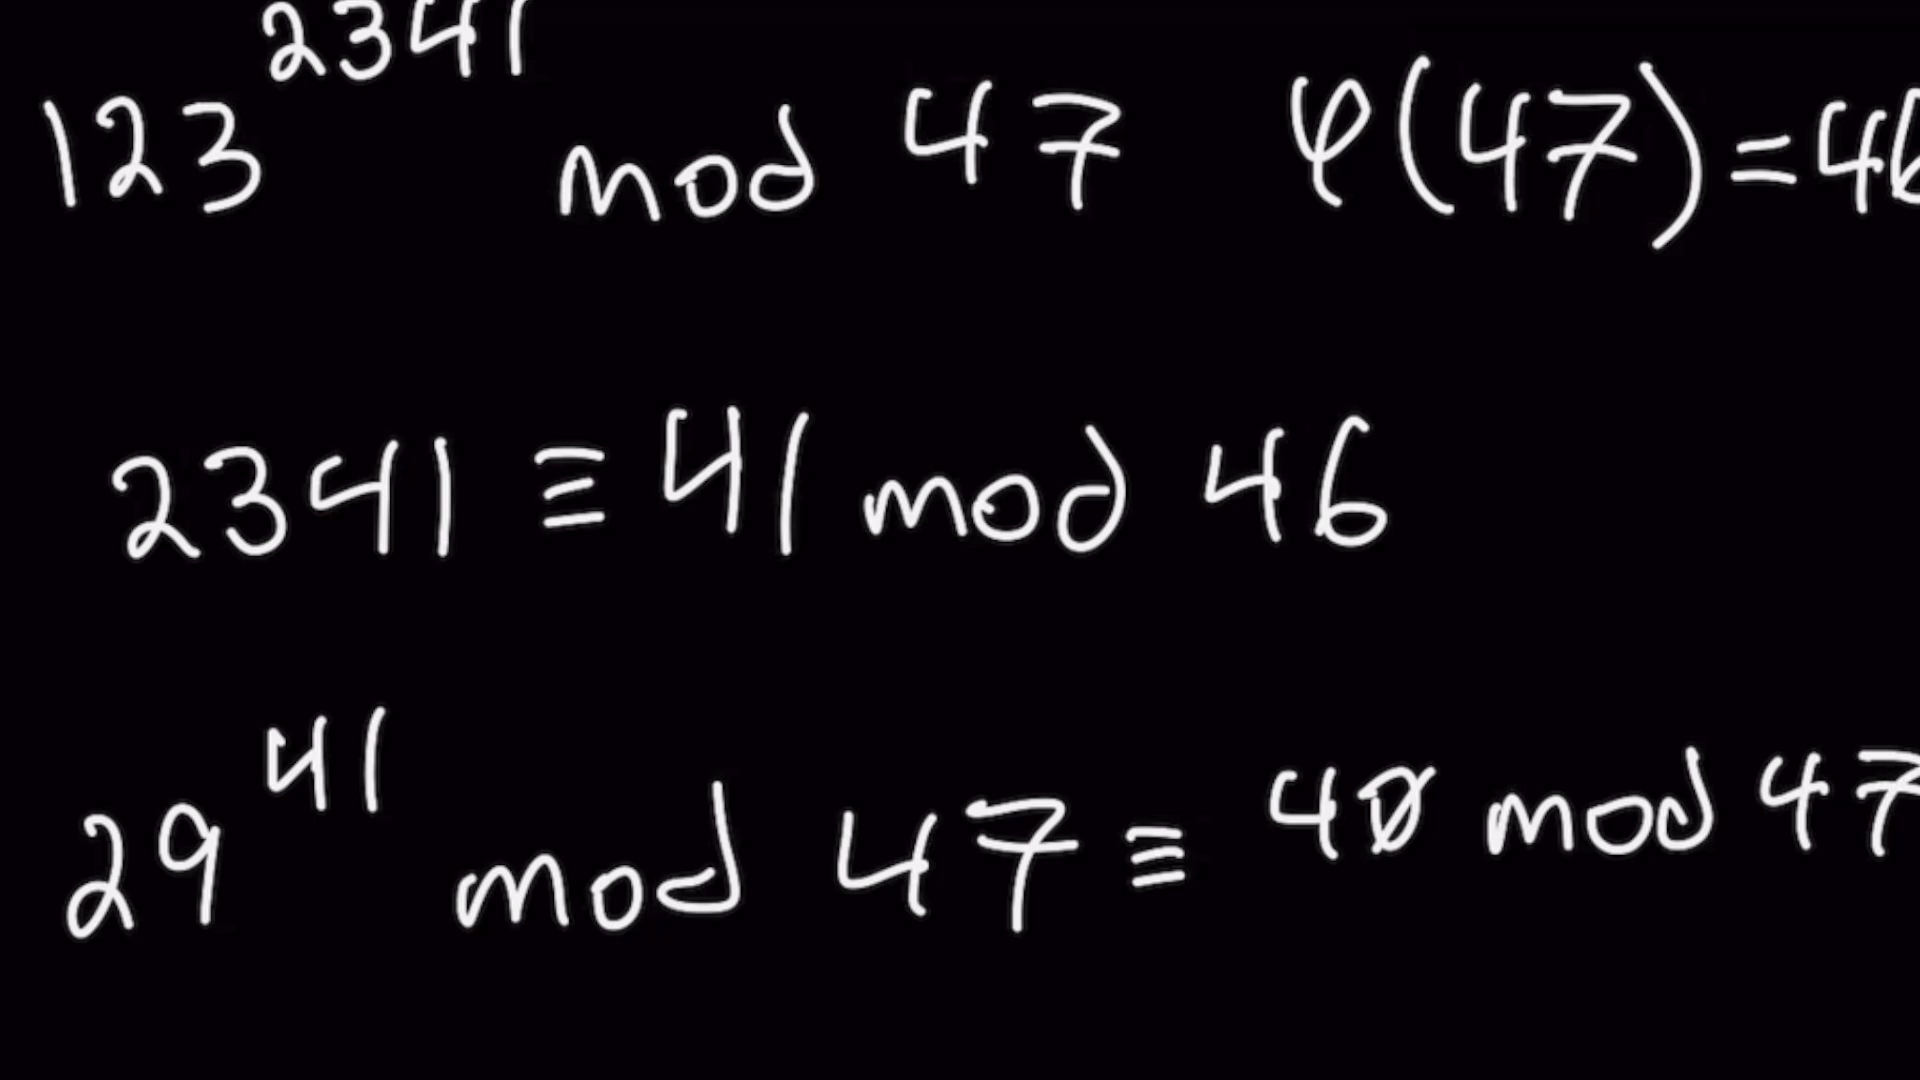 123^2341 mod 47 φ(47)=46
2341 ≡ 41 mod 46
29^41 mod 47 ≡ 40 mod 47